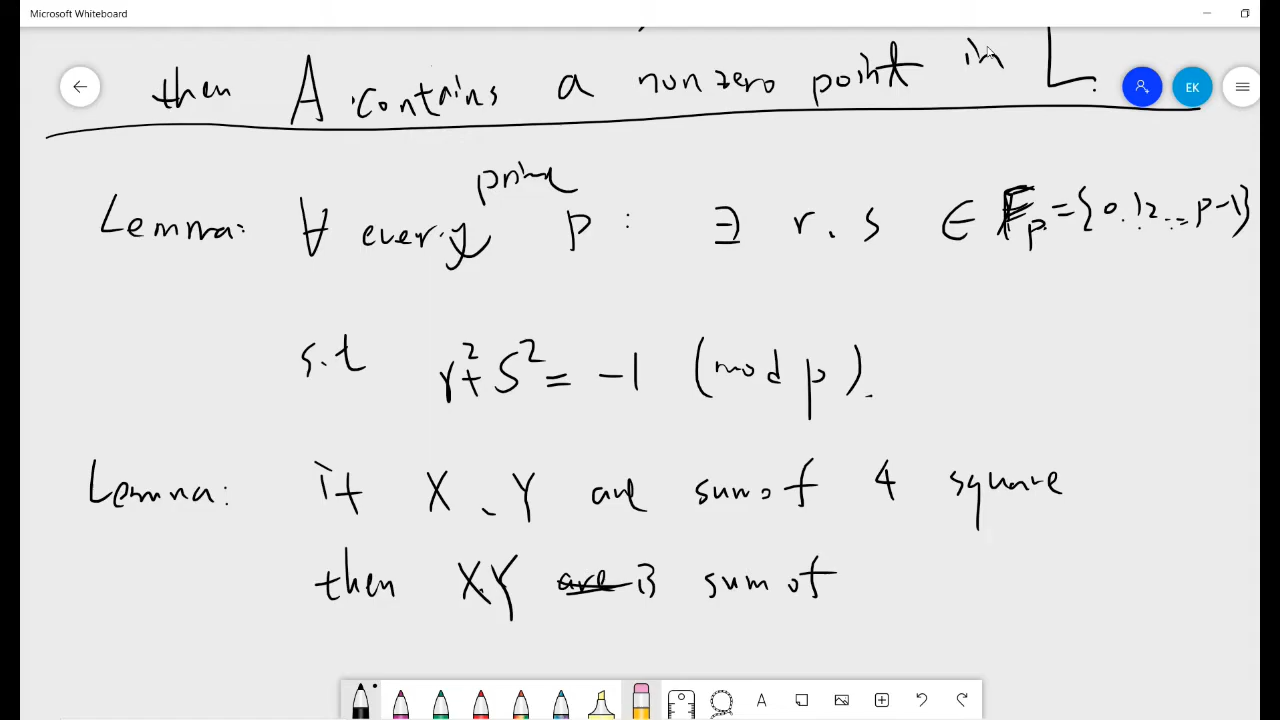 Microsoft Whiteboard
then A contains a nonzero point in L.
EK
prime
Lemma: ∀ every p : ∃ r, s ∈ Fp = {0,1,2 ... p-1}
s.t r² + s² = -1 (mod p).
Lemma: if X, Y are sum of 4 square
then X.Y is sum of
A